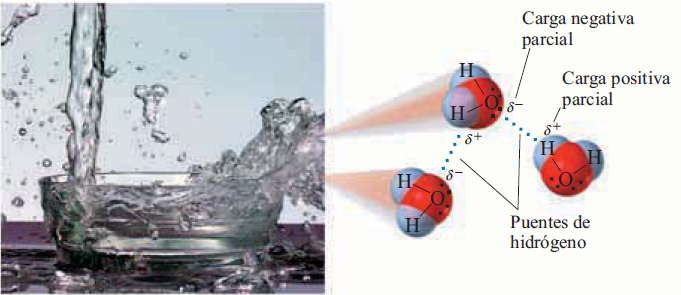 Carga negativa
parcial
Carga positiva
parcial
H
O
H
δ−
δ+
δ+
H
H
O
δ−
H
O
H
Puentes de
hidrógeno